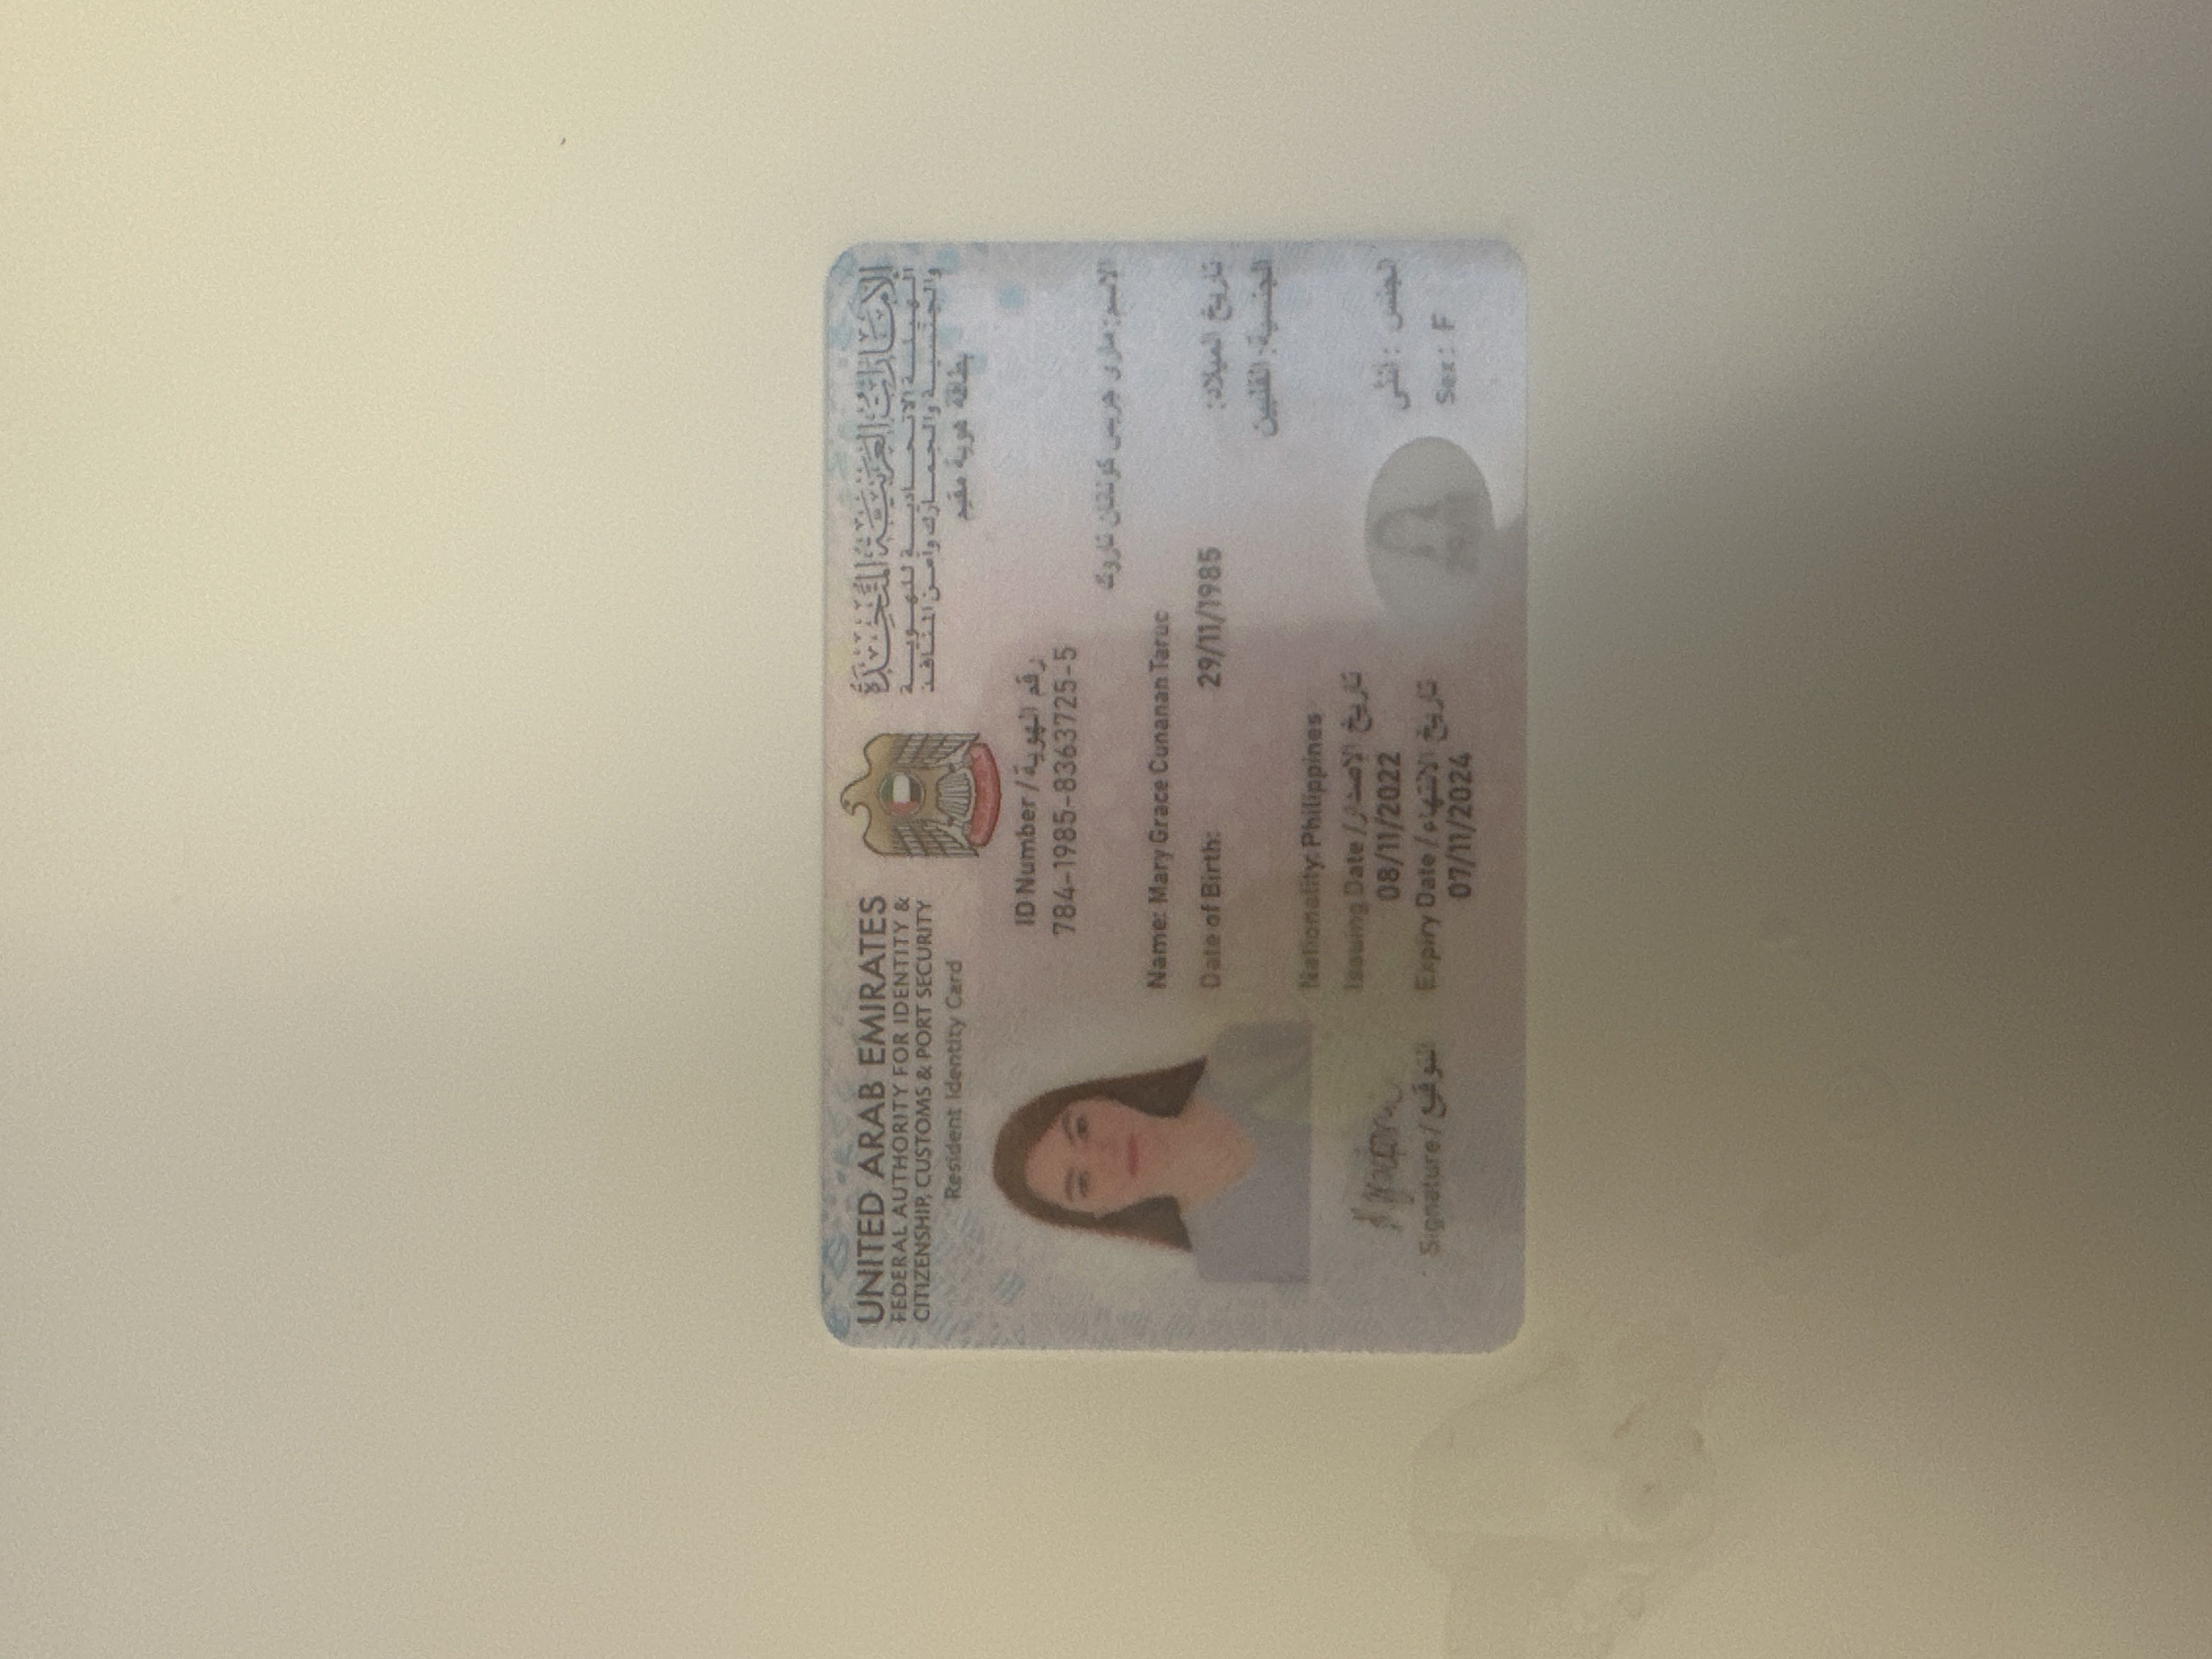 UNITED ARAB EMIRATES
FEDERAL AUTHORITY FOR IDENTITY &
CITIZENSHIP, CUSTOMS & PORT SECURITY
Resident Identity Card
الإمارات العربية المتحدة
الهيئة الاتحادية للهوية
والجنسية والجمارك وأمن المنافذ
بطاقة هوية مقيم
ID Number / رقم الهوية
784-1985-8363725-5
الاسم: مارى جريس كونانان تاروك
Name: Mary Grace Cunanan Taruc
Date of Birth: 29/11/1985 تاريخ الميلاد:
الجنسية: الفلبين
Nationality: Philippines
Issuing Date / تاريخ الإصدار
08/11/2022
Expiry Date / تاريخ الانتهاء
07/11/2024
Signature / التوقيع
الجنس : أنثى
Sex: F